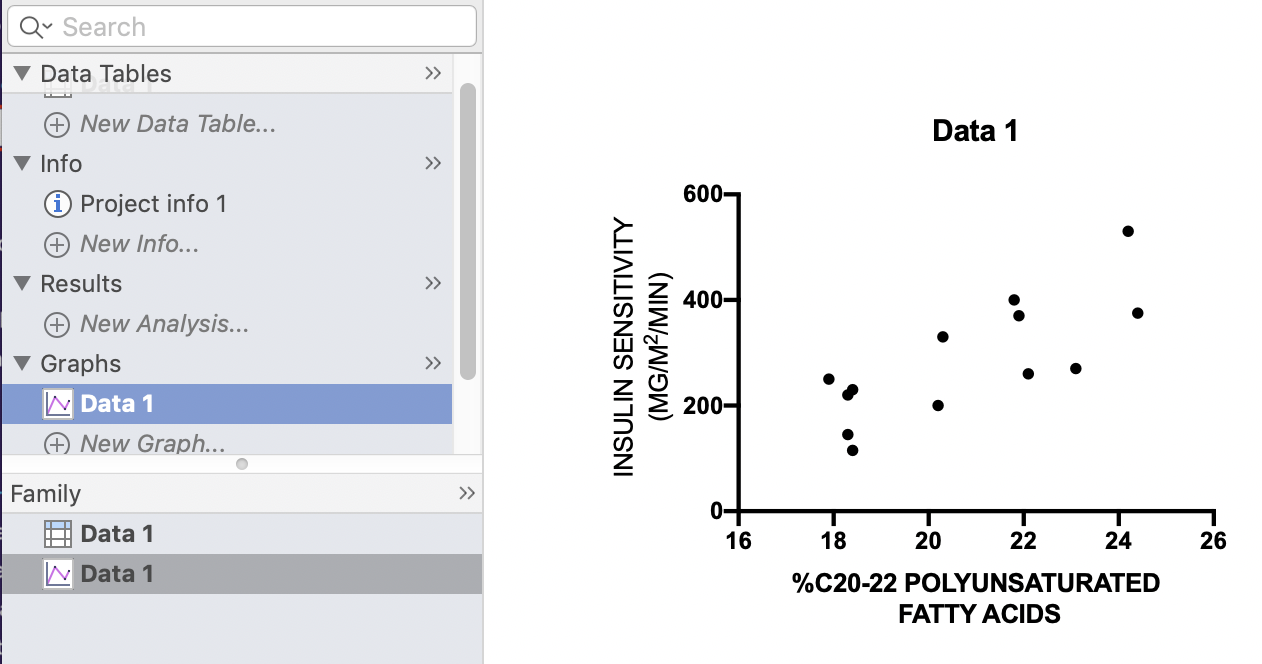 Search
Data Tables
Data 1
New Data Table...
Info
Project info 1
New Info...
Results
New Analysis...
Graphs
Data 1
New Graph...
Family
Data 1
Data 1
Data 1
600
400
200
0
16 18 20 22 24 26
INSULIN SENSITIVITY
(MG/M²/MIN)
%C20-22 POLYUNSATURATED
FATTY ACIDS